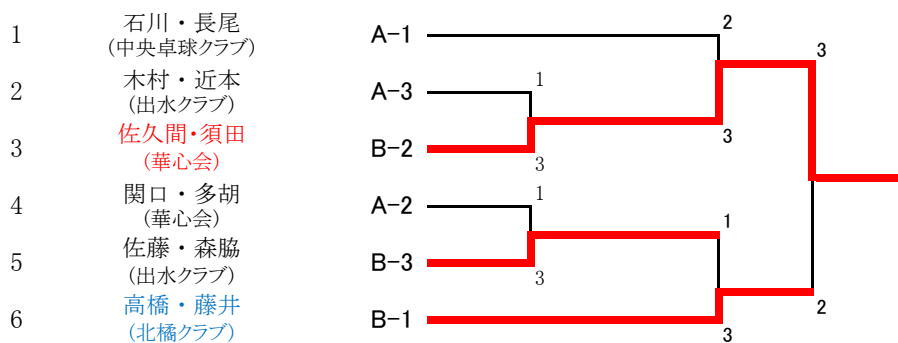 1 石川・長尾 A-1
(中央卓球クラブ)
2
2 木村・近本 A-3
(出水クラブ)
1
3
3 佐久間・須田 B-2
(華心会)
3
3
4 関口・多胡 A-2
(華心会)
1
5 佐藤・森脇 B-3
(出水クラブ)
3
1
6 高橋・藤井 B-1
(北橘クラブ)
3
2